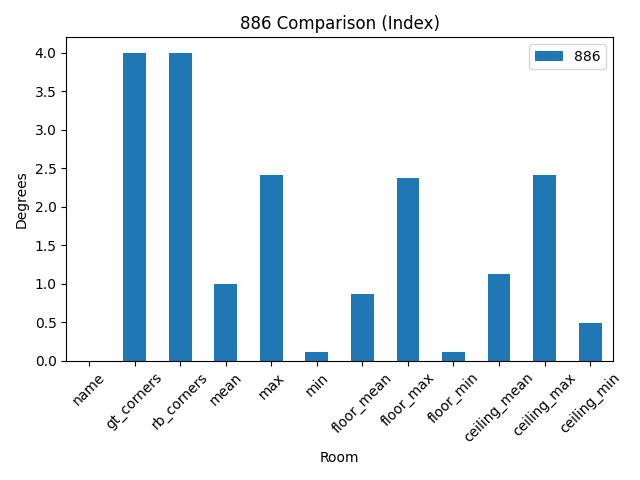 886 Comparison (Index)
886
Degrees
4.0
3.5
3.0
2.5
2.0
1.5
1.0
0.5
0.0
name
gt_corners
rb_corners
mean
max
min
floor_mean
floor_max
floor_min
ceiling_mean
ceiling_max
ceiling_min
Room